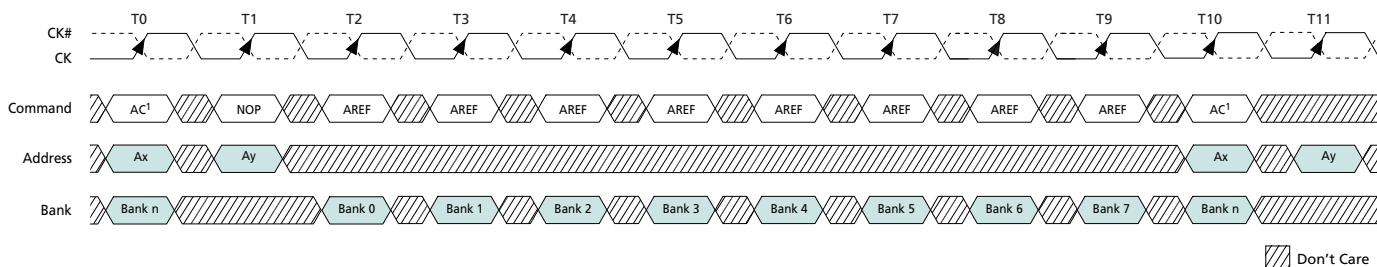 T0 T1 T2 T3 T4 T5 T6 T7 T8 T9 T10 T11
CK#
CK
Command AC¹ NOP AREF AREF AREF AREF AREF AREF AREF AREF AC¹
Address Ax Ay Ax Ay
Bank Bank n Bank 0 Bank 1 Bank 2 Bank 3 Bank 4 Bank 5 Bank 6 Bank 7 Bank n
Don't Care